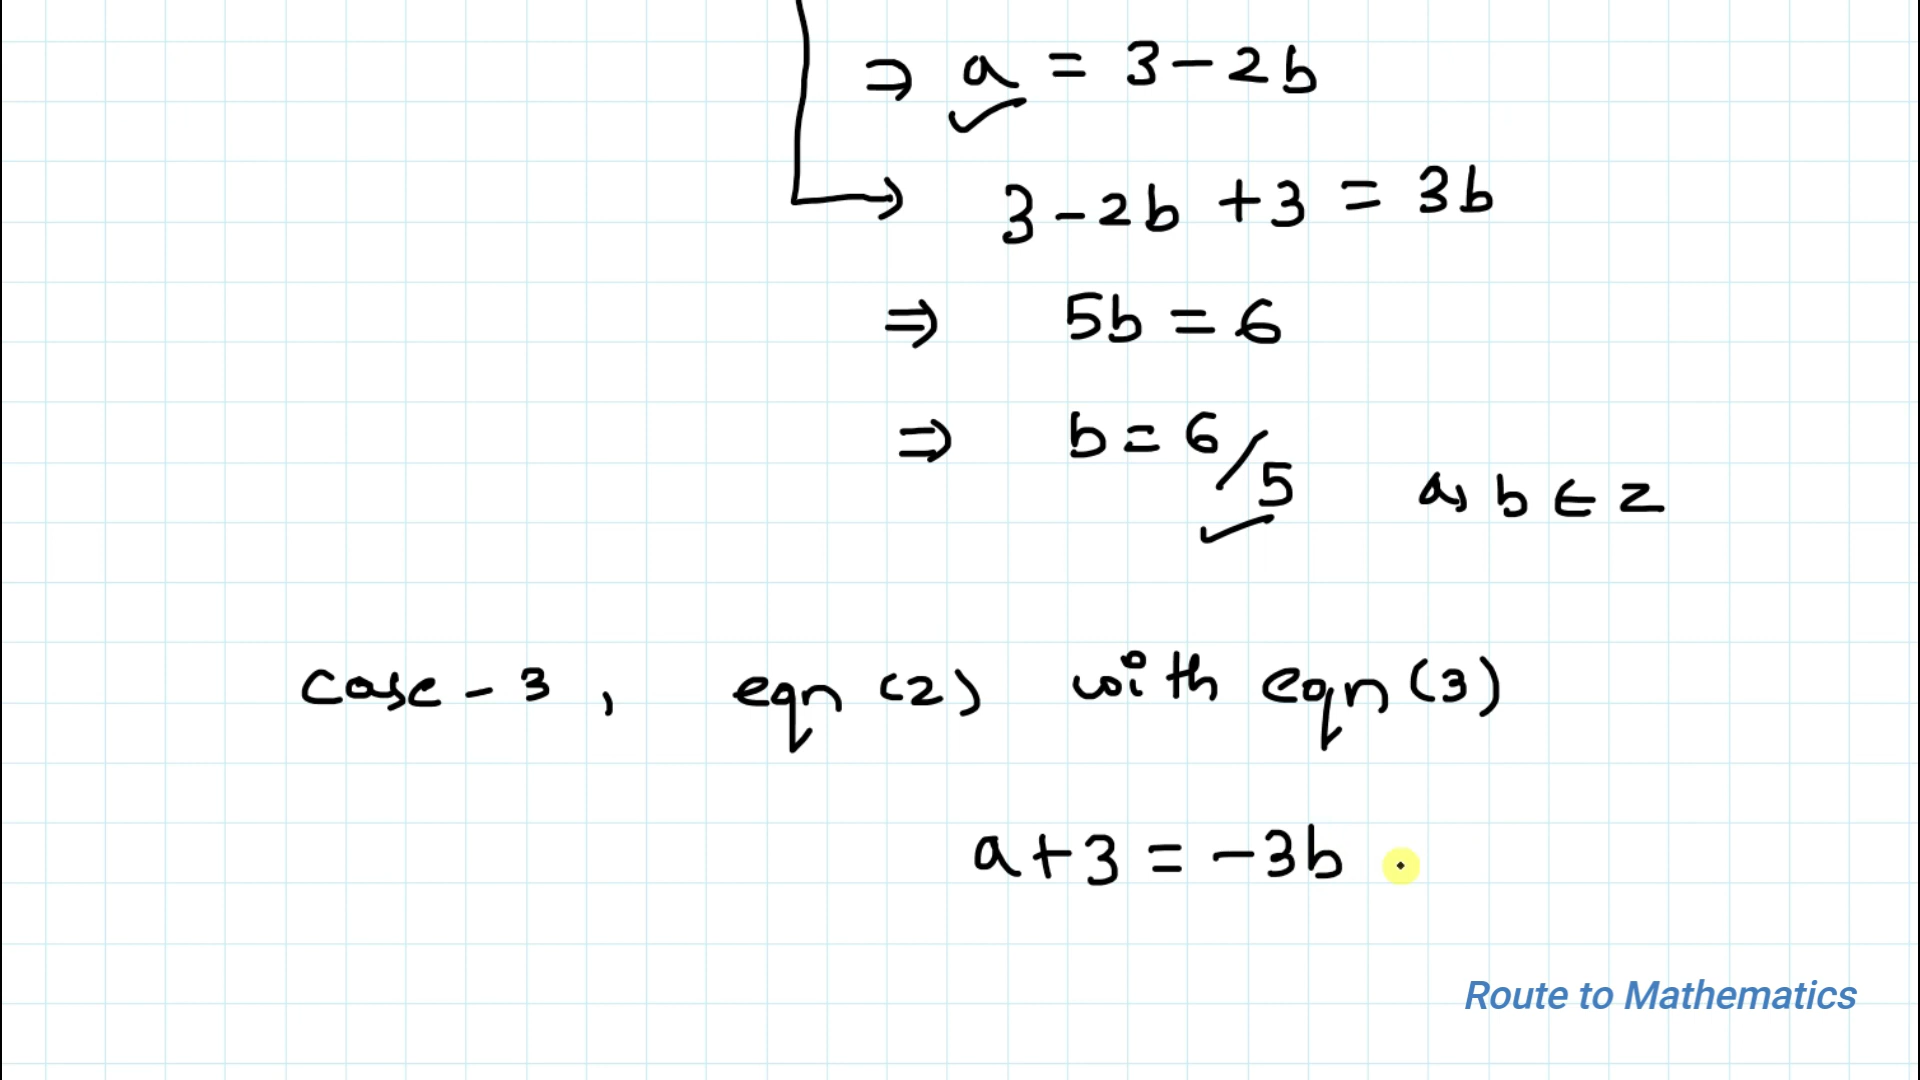 ⇒ a = 3 - 2b
→ 3 - 2b + 3 = 3b
⇒ 5b = 6
⇒ b = 6/5 as b ∈ z
case - 3 , eqn (2) with eqn (3)
a + 3 = -3b
Route to Mathematics